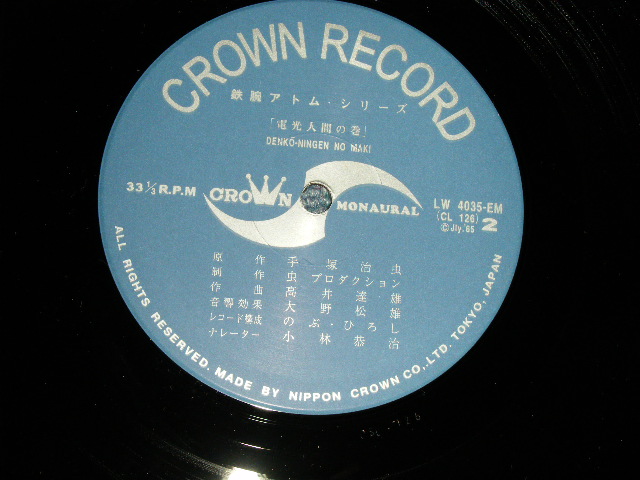 CROWN RECORD
鉄腕アトム・シリーズ
「電光人間の巻」
DENKŌ-NINGEN NO MAKI
33 1/3 R.P.M
CROWN
MONAURAL
LW 4035-EM
(CL 126) 2
© Jly.'65
原作 手塚治虫
制作 虫プロダクション
作曲 高井達雄
音響効果 大野松雄
レコード構成 のぶ・ひろし
ナレーター 小林恭治
ALL RIGHTS RESERVED. MADE BY NIPPON CROWN CO., LTD. TOKYO, JAPAN